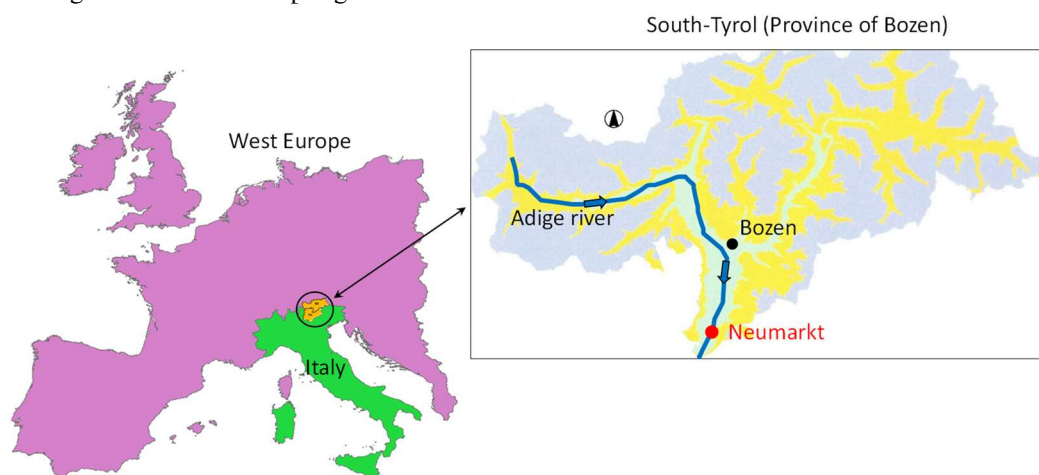 South-Tyrol (Province of Bozen)
West Europe
Adige river
Bozen
Neumarkt
Italy